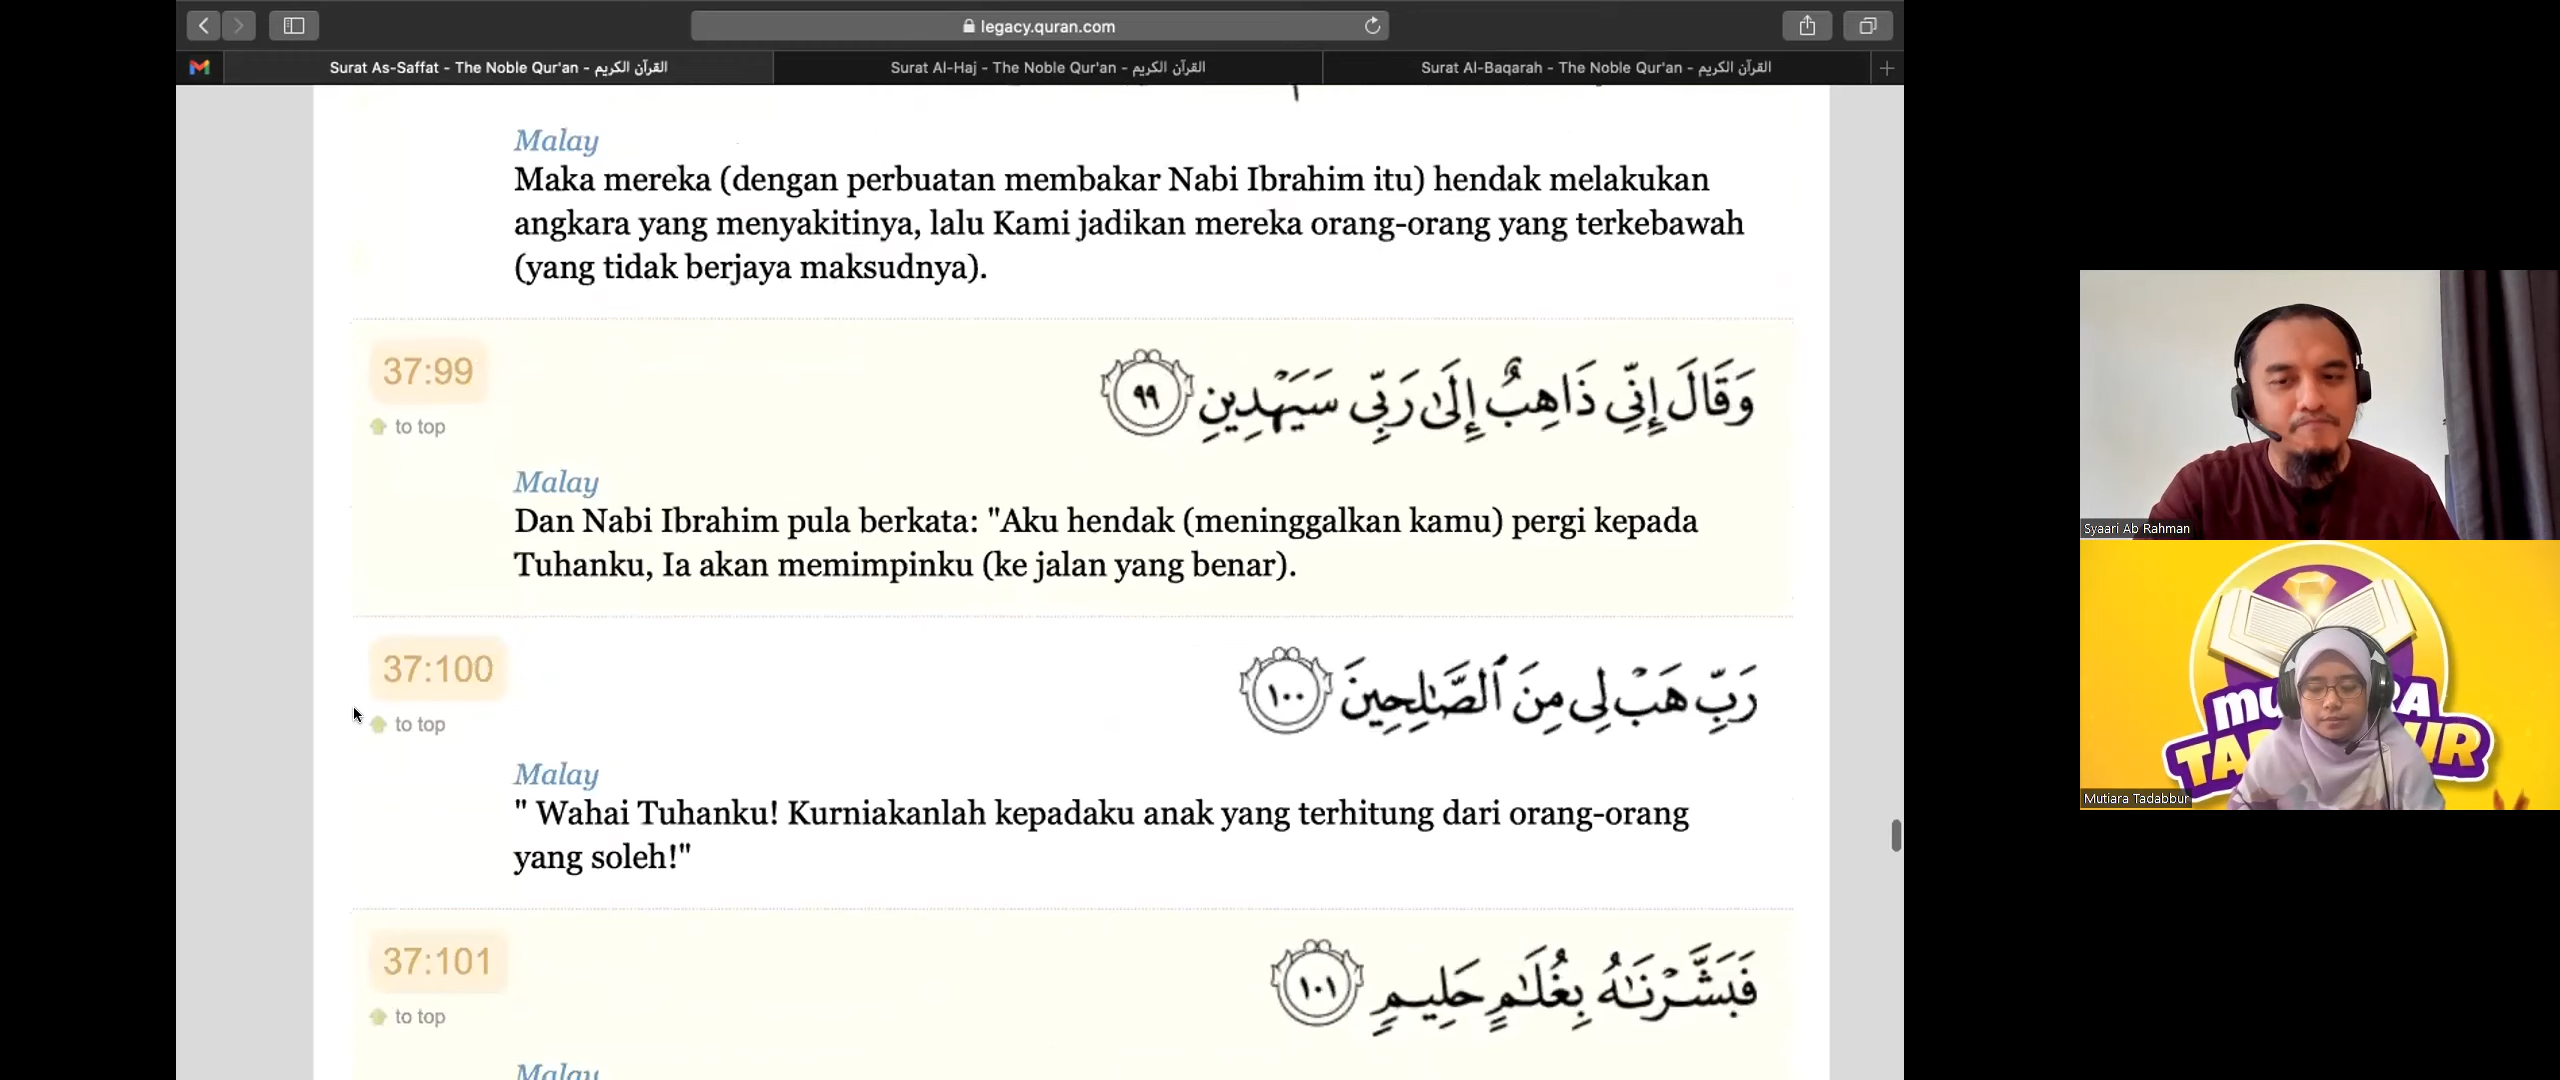 legacy.quran.com
Surat As-Saffat - The Noble Qur'an - القرآن الكريم
Surat Al-Haj - The Noble Qur'an - القرآن الكريم
Surat Al-Baqarah - The Noble Qur'an - القرآن الكريم
Malay
Maka mereka (dengan perbuatan membakar Nabi Ibrahim itu) hendak melakukan
angkara yang menyakitinya, lalu Kami jadikan mereka orang-orang yang terkebawah
(yang tidak berjaya maksudnya).
37:99
وَقَالَ إِنِّى ذَاهِبٌ إِلَىٰ رَبِّى سَيَهْدِينِ ٩٩
to top
Malay
Dan Nabi Ibrahim pula berkata: "Aku hendak (meninggalkan kamu) pergi kepada
Tuhanku, Ia akan memimpinku (ke jalan yang benar).
37:100
رَبِّ هَبْ لِى مِنَ ٱلصَّـٰلِحِينَ ١٠٠
to top
Malay
" Wahai Tuhanku! Kurniakanlah kepadaku anak yang terhitung dari orang-orang
yang soleh!"
37:101
فَبَشَّرْنَـٰهُ بِغُلَـٰمٍ حَلِيمٍ ١٠١
to top
Malay
Syaari Ab Rahman
Mutiara Tadabbur